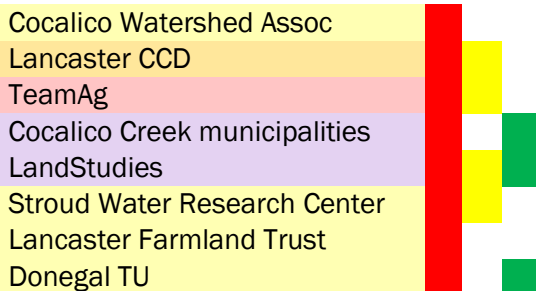 Cocalico Watershed Assoc
Lancaster CCD
TeamAg
Cocalico Creek municipalities
LandStudies
Stroud Water Research Center
Lancaster Farmland Trust
Donegal TU